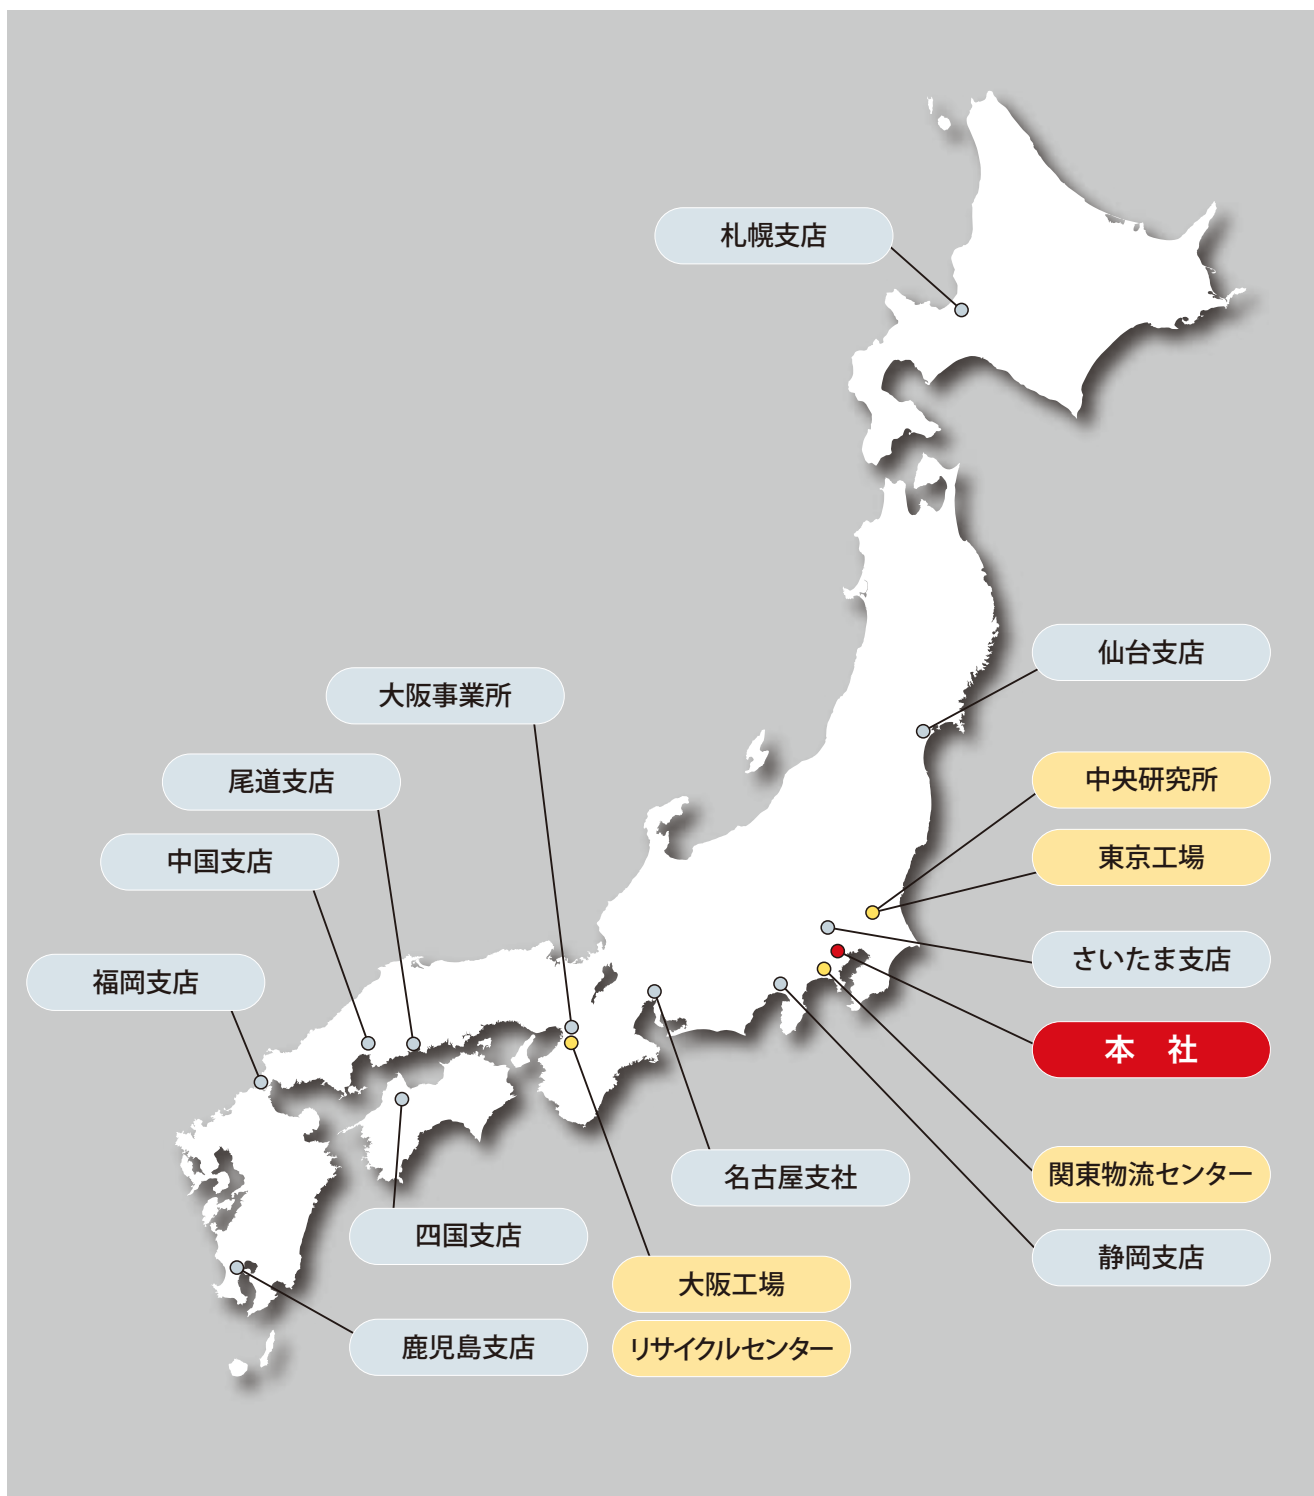 札幌支店
仙台支店
大阪事業所
中央研究所
尾道支店
東京工場
中国支店
さいたま支店
福岡支店
本　社
関東物流センター
名古屋支社
四国支店
静岡支店
大阪工場
鹿児島支店
リサイクルセンター